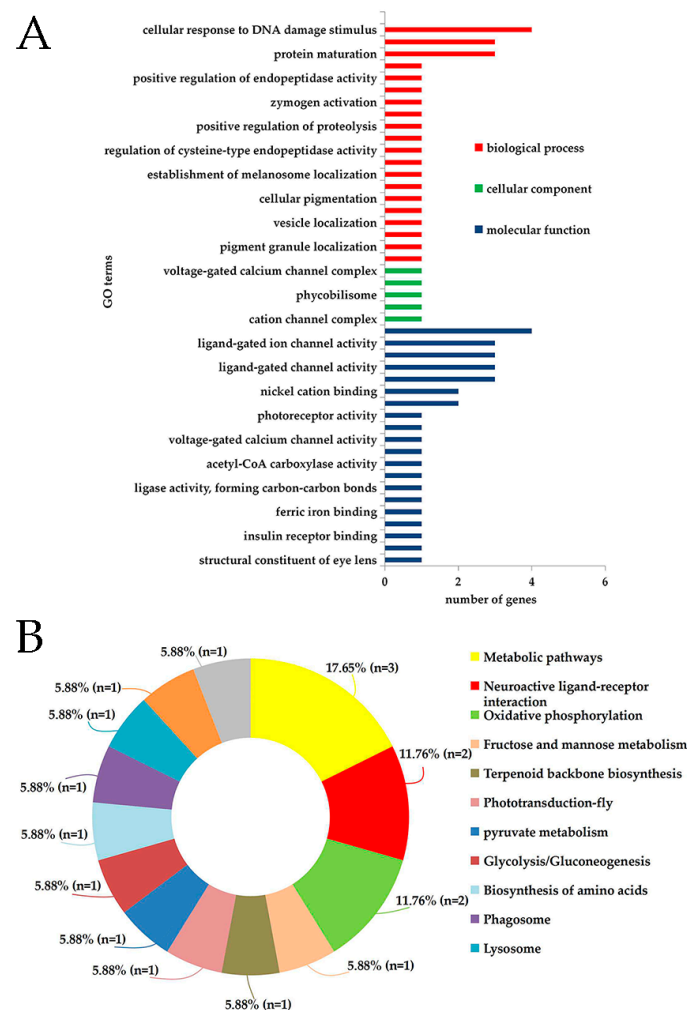 A
cellular response to DNA damage stimulus
protein maturation
positive regulation of endopeptidase activity
zymogen activation
positive regulation of proteolysis
regulation of cysteine-type endopeptidase activity
establishment of melanosome localization
cellular pigmentation
vesicle localization
pigment granule localization
voltage-gated calcium channel complex
phycobilisome
cation channel complex
ligand-gated ion channel activity
ligand-gated channel activity
nickel cation binding
photoreceptor activity
voltage-gated calcium channel activity
acetyl-CoA carboxylase activity
ligase activity, forming carbon-carbon bonds
ferric iron binding
insulin receptor binding
structural constituent of eye lens
GO terms
0 2 4 6
number of genes
biological process
cellular component
molecular function
B
17.65% (n=3)
11.76% (n=2)
11.76% (n=2)
5.88% (n=1)
5.88% (n=1)
5.88% (n=1)
5.88% (n=1)
5.88% (n=1)
5.88% (n=1)
5.88% (n=1)
5.88% (n=1)
5.88% (n=1)
5.88% (n=1)
Metabolic pathways
Neuroactive ligand-receptor
interaction
Oxidative phosphorylation
Fructose and mannose metabolism
Terpenoid backbone biosynthesis
Phototransduction-fly
pyruvate metabolism
Glycolysis/Gluconeogenesis
Biosynthesis of amino acids
Phagosome
Lysosome